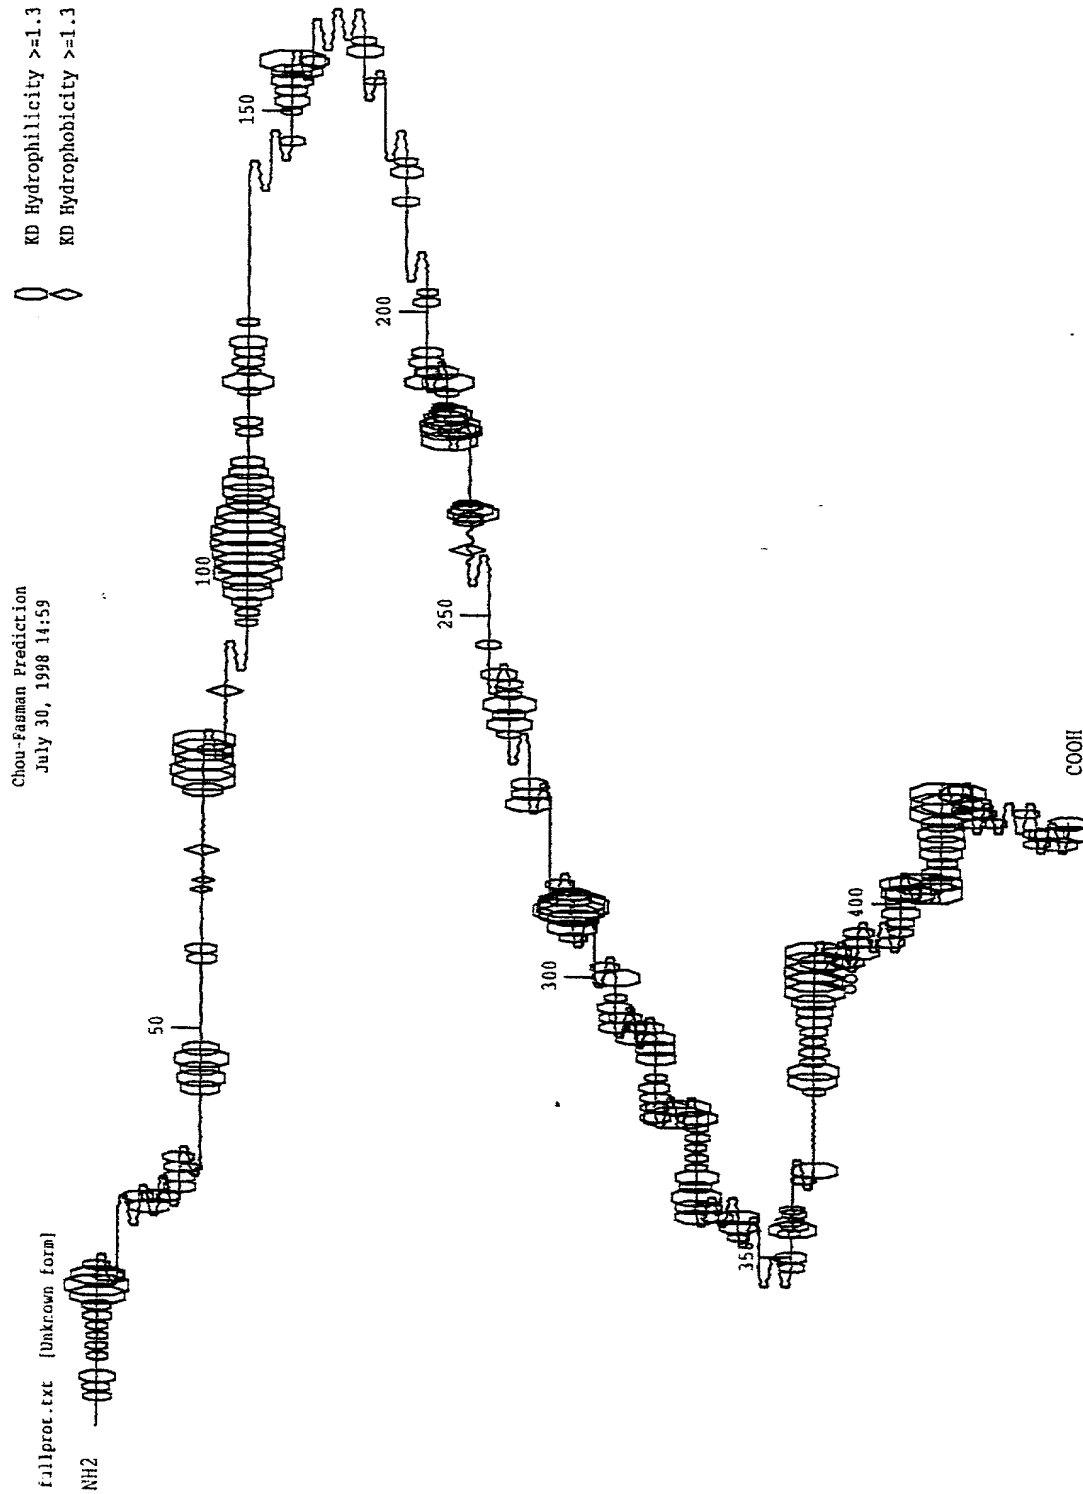 Chou-Fasman Prediction
July 30, 1998 14:59
fullprot.txt [Unknown form]
KD Hydrophilicity >=1.3
KD Hydrophobicity >=1.3
NH2
50
100
150
200
250
300
350
400
COOH